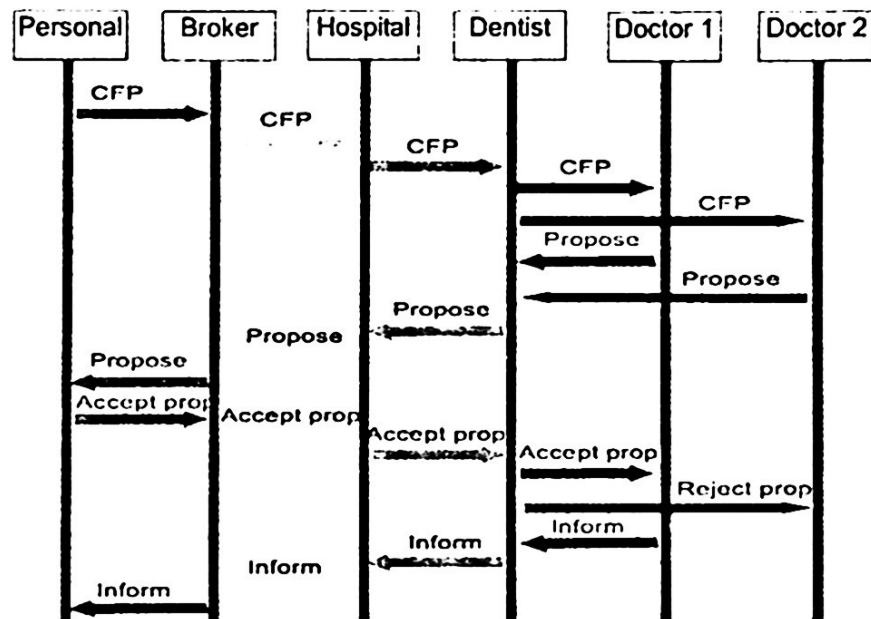 Personal Broker Hospital Dentist Doctor 1 Doctor 2
CFP
CFP
CFP
CFP
CFP
Propose
Propose
Propose
Propose
Propose
Accept prop
Accept prop
Accept prop
Accept prop
Reject prop
Inform
Inform
Inform
Inform